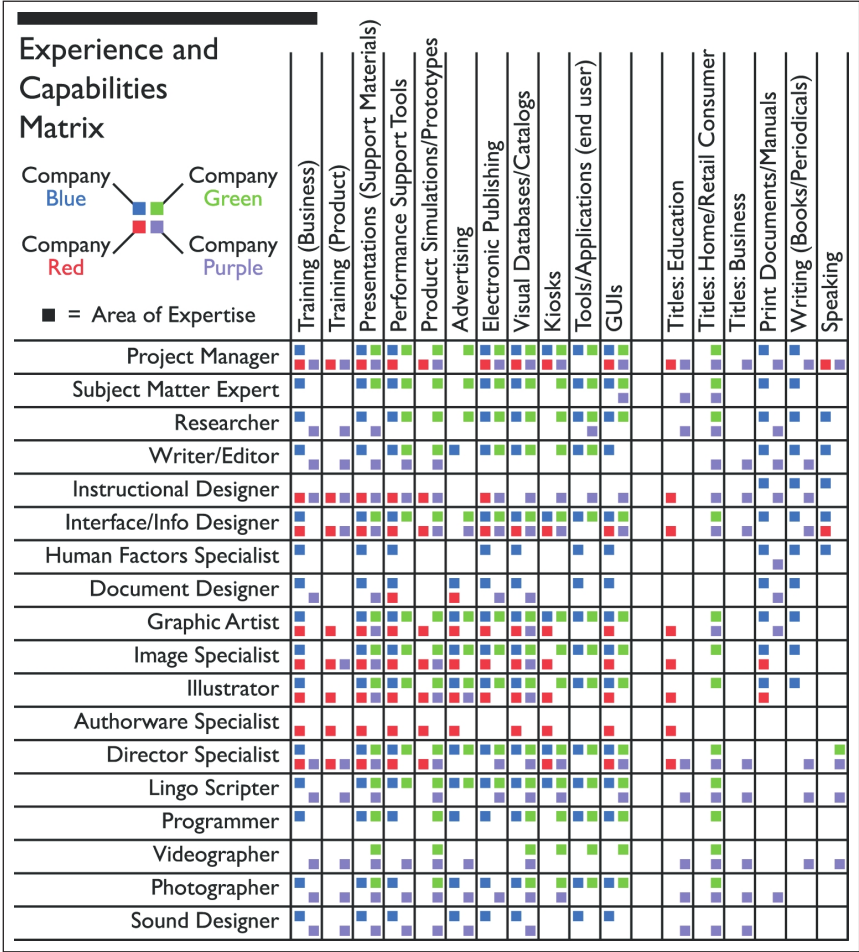 Experience and
Capabilities
Matrix
Company
Blue
Company
Green
Company
Red
Company
Purple
■ = Area of Expertise
Training (Business)
Training (Product)
Presentations (Support Materials)
Performance Support Tools
Product Simulations/Prototypes
Advertising
Electronic Publishing
Visual Databases/Catalogs
Kiosks
Tools/Applications (end user)
GUIs
Titles: Education
Titles: Home/Retail Consumer
Titles: Business
Print Documents/Manuals
Writing (Books/Periodicals)
Speaking
Project Manager
Subject Matter Expert
Researcher
Writer/Editor
Instructional Designer
Interface/Info Designer
Human Factors Specialist
Document Designer
Graphic Artist
Image Specialist
Illustrator
Authorware Specialist
Director Specialist
Lingo Scripter
Programmer
Videographer
Photographer
Sound Designer